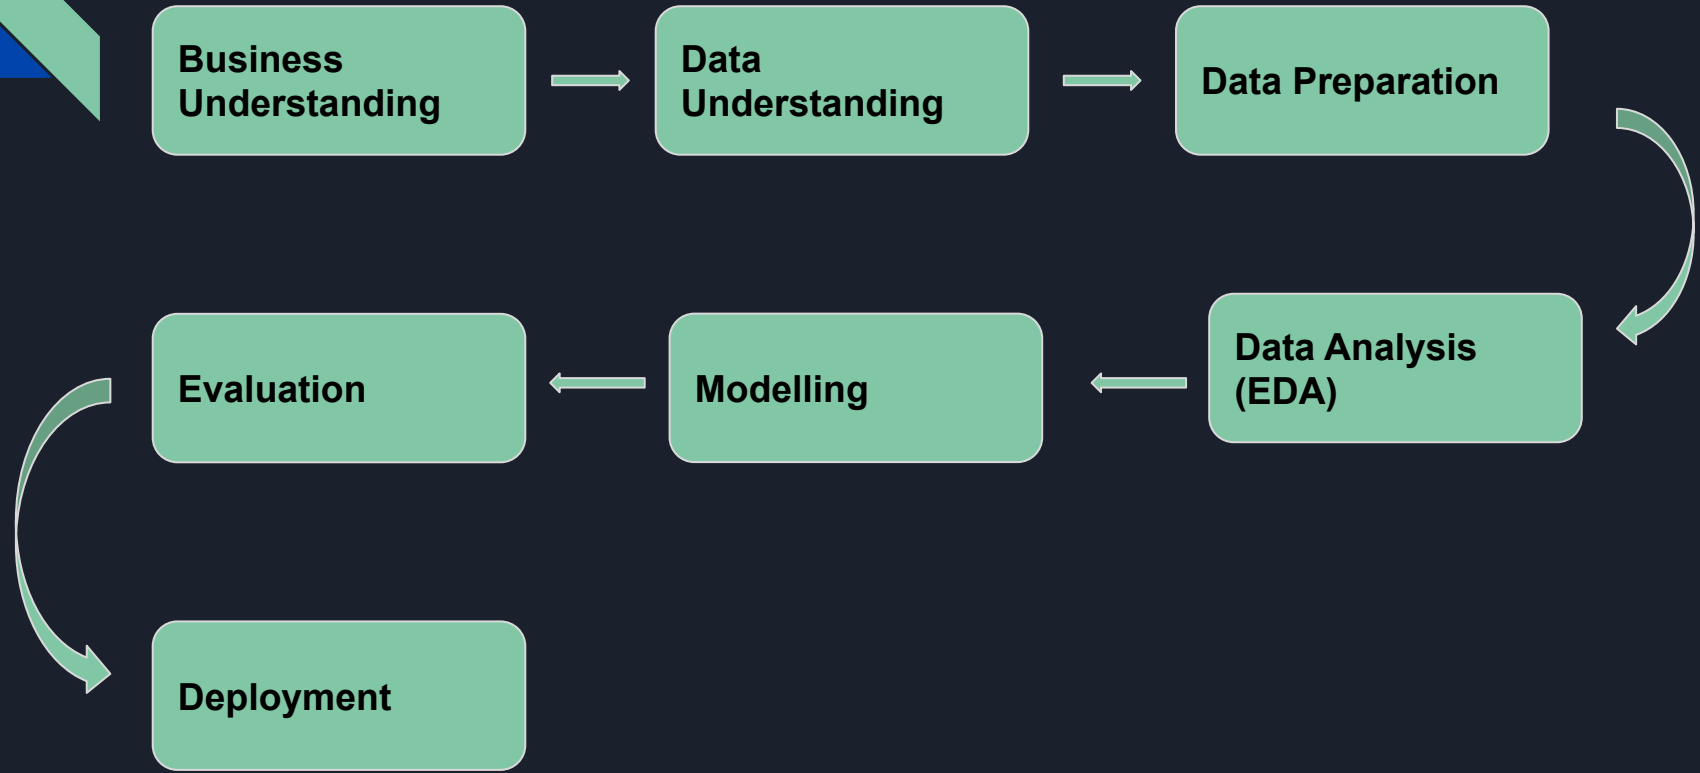 Business
Understanding
Data
Understanding
Data Preparation
Data Analysis
(EDA)
Modelling
Evaluation
Deployment